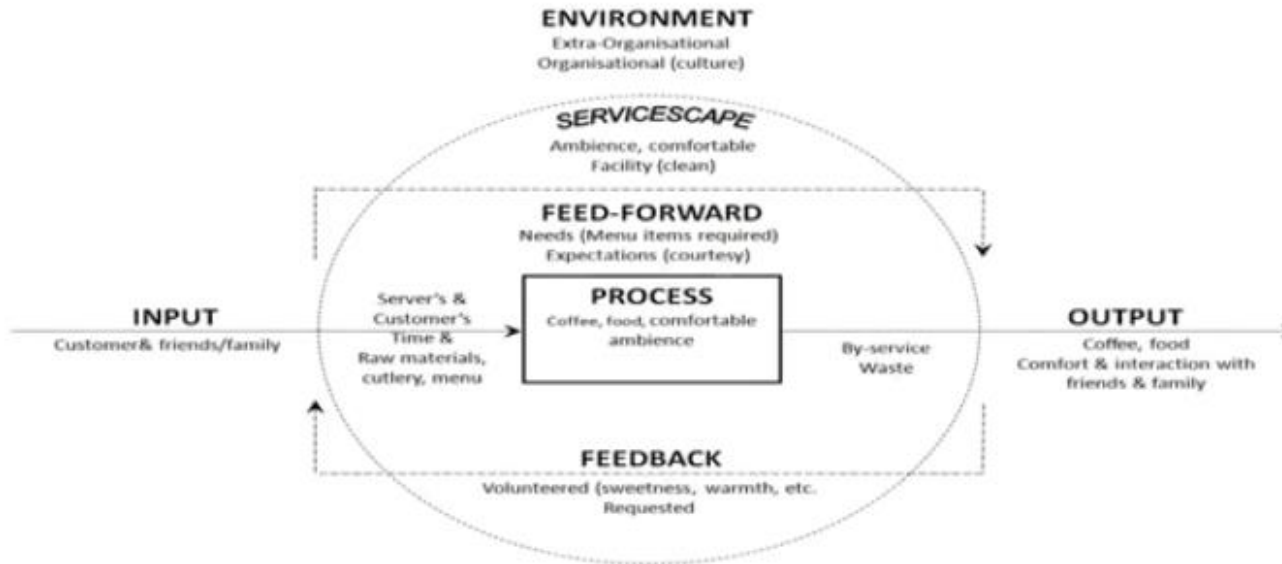 ENVIRONMENT
Extra-Organisational
Organisational (culture)
SERVICESCAPE
Ambience, comfortable
Facility (clean)
FEED-FORWARD
Needs (Menu items required)
Expectations (courtesy)
INPUT
Customer& friends/family
Server's &
Customer's
Time &
Raw materials,
cutlery, menu
PROCESS
Coffee, food, comfortable
ambience
By-service
Waste
OUTPUT
Coffee, food
Comfort & interaction with
friends & family
FEEDBACK
Volunteered (sweetness, warmth, etc.
Requested